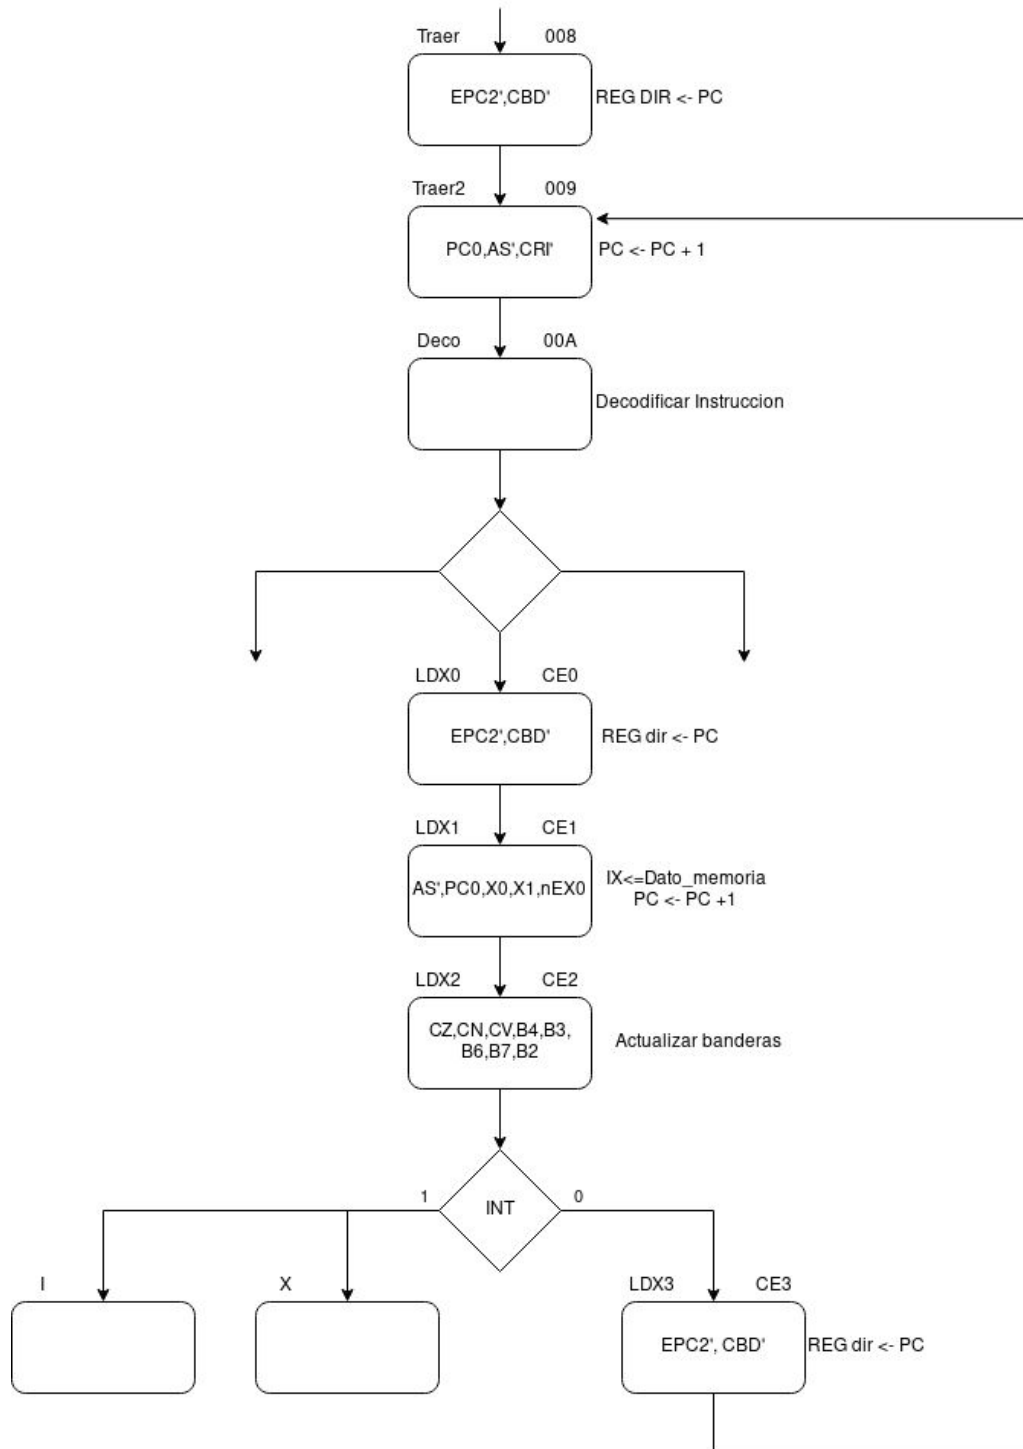 Traer 008
EPC2',CBD' REG DIR <- PC
Traer2 009
PC0,AS',CRI' PC <- PC + 1
Deco 00A
Decodificar Instruccion
LDX0 CE0
EPC2',CBD' REG dir <- PC
LDX1 CE1
AS',PC0,X0,X1,nEX0
IX<=Dato_memoria
PC <- PC +1
LDX2 CE2
CZ,CN,CV,B4,B3,
B6,B7,B2
Actualizar banderas
1 INT 0
I X LDX3 CE3
EPC2', CBD' REG dir <- PC